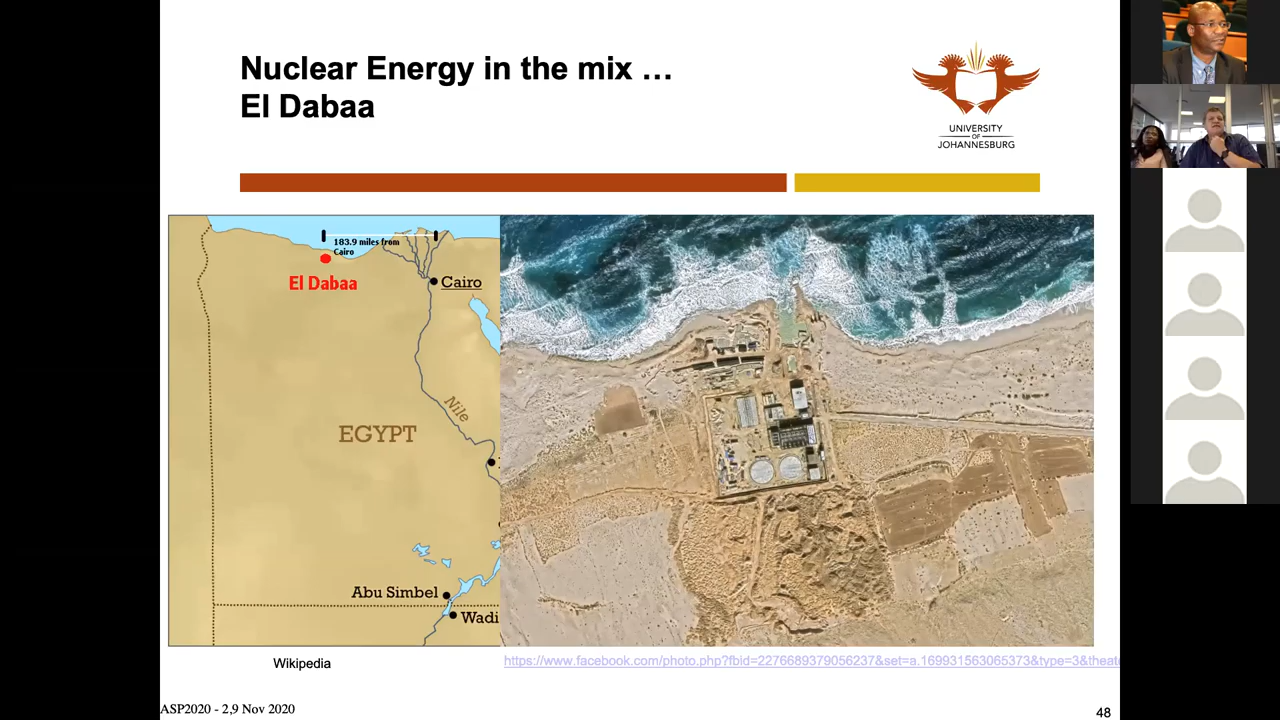 Nuclear Energy in the mix ...
El Dabaa
UNIVERSITY
OF
JOHANNESBURG
183.9 miles from
Cairo
El Dabaa
Cairo
Nile
EGYPT
Abu Simbel
Wadi
Wikipedia
https://www.facebook.com/photo.php?fbid=2276689379056237&set=a.169931563065373&type=3&theat
ASP2020 - 2,9 Nov 2020
48